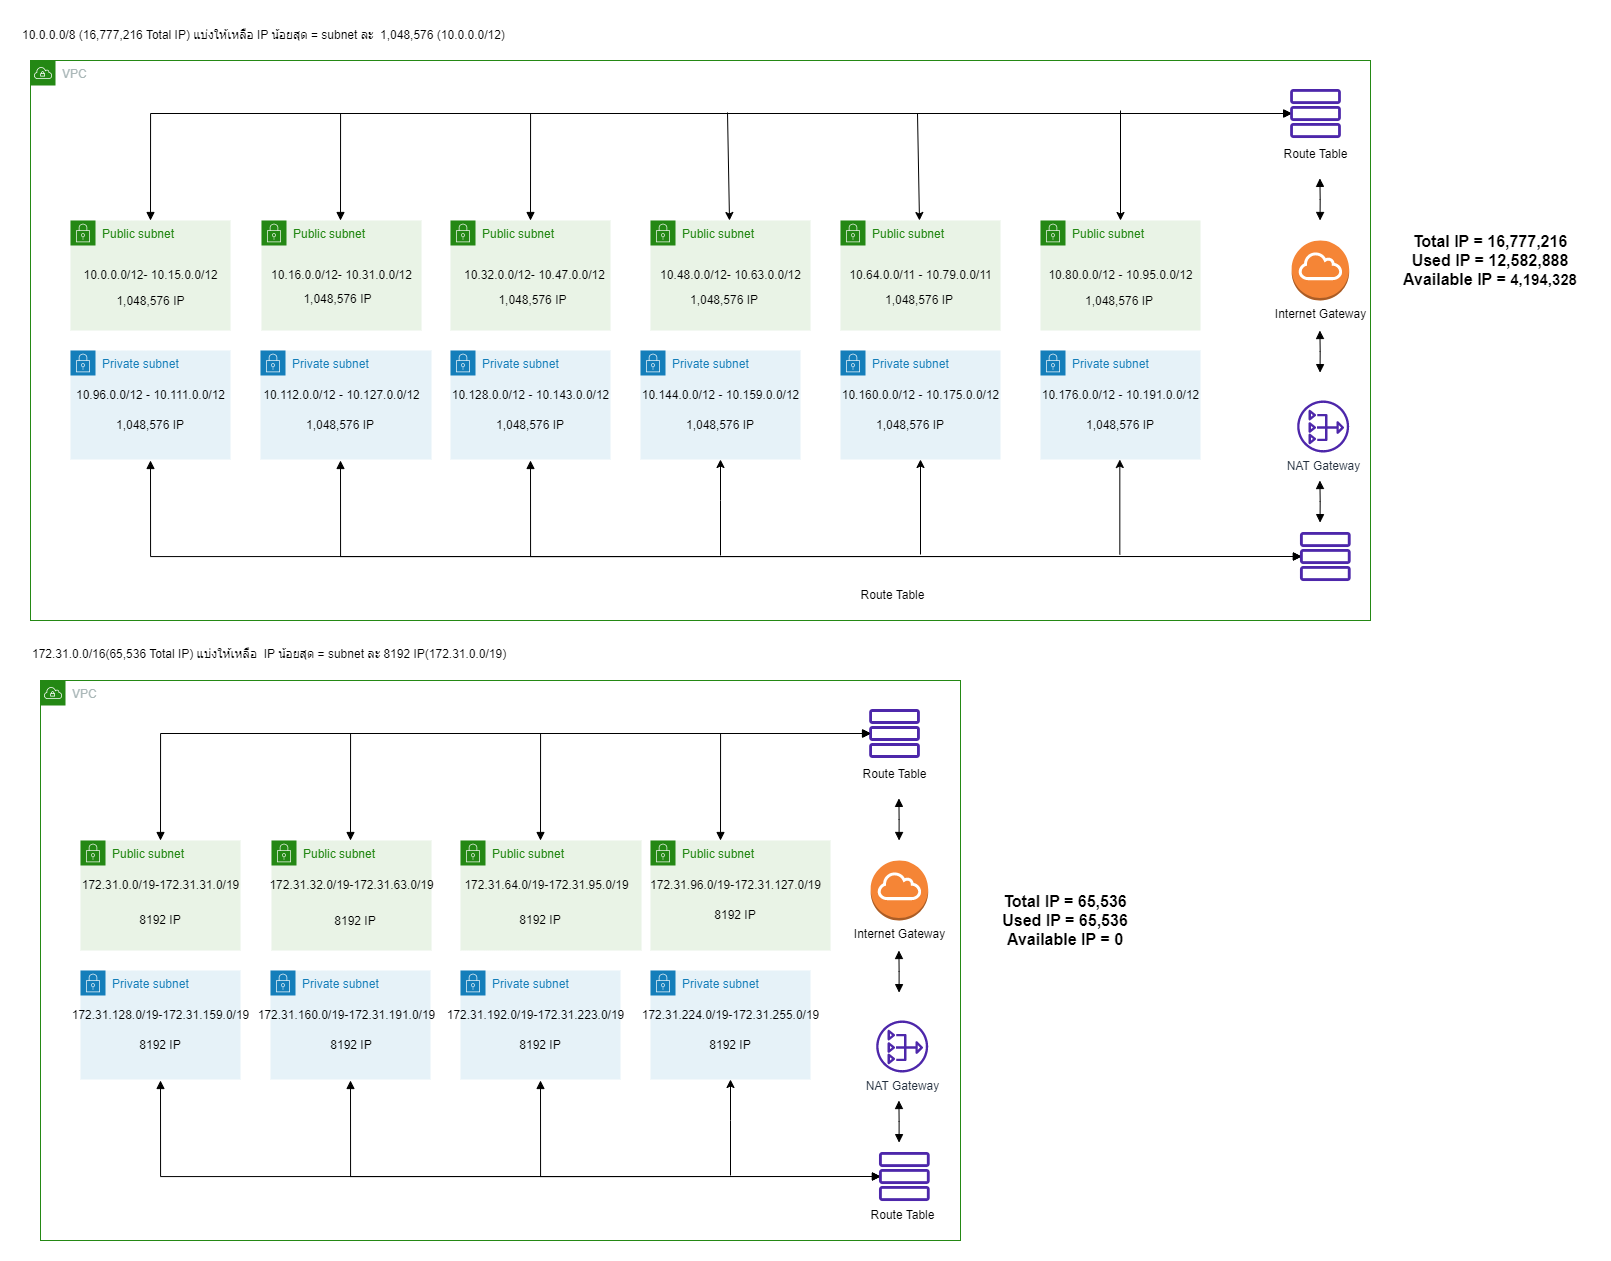 10.0.0.0/8 (16,777,216 Total IP) แบ่งให้เหลือ IP น้อยสุด = subnet ละ 1,048,576 (10.0.0.0/12)
VPC
Route Table
Public subnet
10.0.0.0/12- 10.15.0.0/12
1,048,576 IP
Public subnet
10.16.0.0/12- 10.31.0.0/12
1,048,576 IP
Public subnet
10.32.0.0/12- 10.47.0.0/12
1,048,576 IP
Public subnet
10.48.0.0/12- 10.63.0.0/12
1,048,576 IP
Public subnet
10.64.0.0/11 - 10.79.0.0/11
1,048,576 IP
Public subnet
10.80.0.0/12 - 10.95.0.0/12
1,048,576 IP
Internet Gateway
Total IP = 16,777,216
Used IP = 12,582,888
Available IP = 4,194,328
Private subnet
10.96.0.0/12 - 10.111.0.0/12
1,048,576 IP
Private subnet
10.112.0.0/12 - 10.127.0.0/12
1,048,576 IP
Private subnet
10.128.0.0/12 - 10.143.0.0/12
1,048,576 IP
Private subnet
10.144.0.0/12 - 10.159.0.0/12
1,048,576 IP
Private subnet
10.160.0.0/12 - 10.175.0.0/12
1,048,576 IP
Private subnet
10.176.0.0/12 - 10.191.0.0/12
1,048,576 IP
NAT Gateway
Route Table
172.31.0.0/16(65,536 Total IP) แบ่งให้เหลือ IP น้อยสุด = subnet ละ 8192 IP(172.31.0.0/19)
VPC
Route Table
Public subnet
172.31.0.0/19-172.31.31.0/19
8192 IP
Public subnet
172.31.32.0/19-172.31.63.0/19
8192 IP
Public subnet
172.31.64.0/19-172.31.95.0/19
8192 IP
Public subnet
172.31.96.0/19-172.31.127.0/19
8192 IP
Internet Gateway
Total IP = 65,536
Used IP = 65,536
Available IP = 0
Private subnet
172.31.128.0/19-172.31.159.0/19
8192 IP
Private subnet
172.31.160.0/19-172.31.191.0/19
8192 IP
Private subnet
172.31.192.0/19-172.31.223.0/19
8192 IP
Private subnet
172.31.224.0/19-172.31.255.0/19
8192 IP
NAT Gateway
Route Table